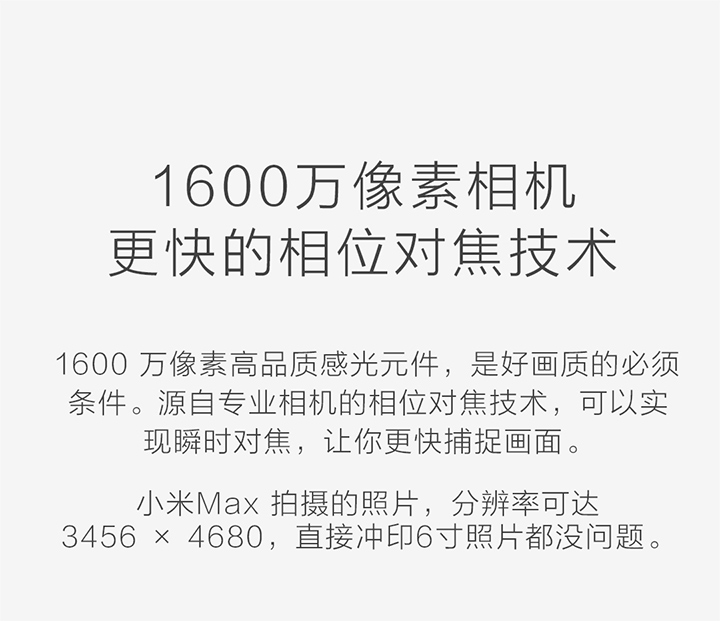 1600万像素相机
更快的相位对焦技术
1600 万像素高品质感光元件，是好画质的必须
条件。源自专业相机的相位对焦技术，可以实
现瞬时对焦，让你更快捕捉画面。
小米Max 拍摄的照片，分辨率可达
3456 × 4680，直接冲印6寸照片都没问题。